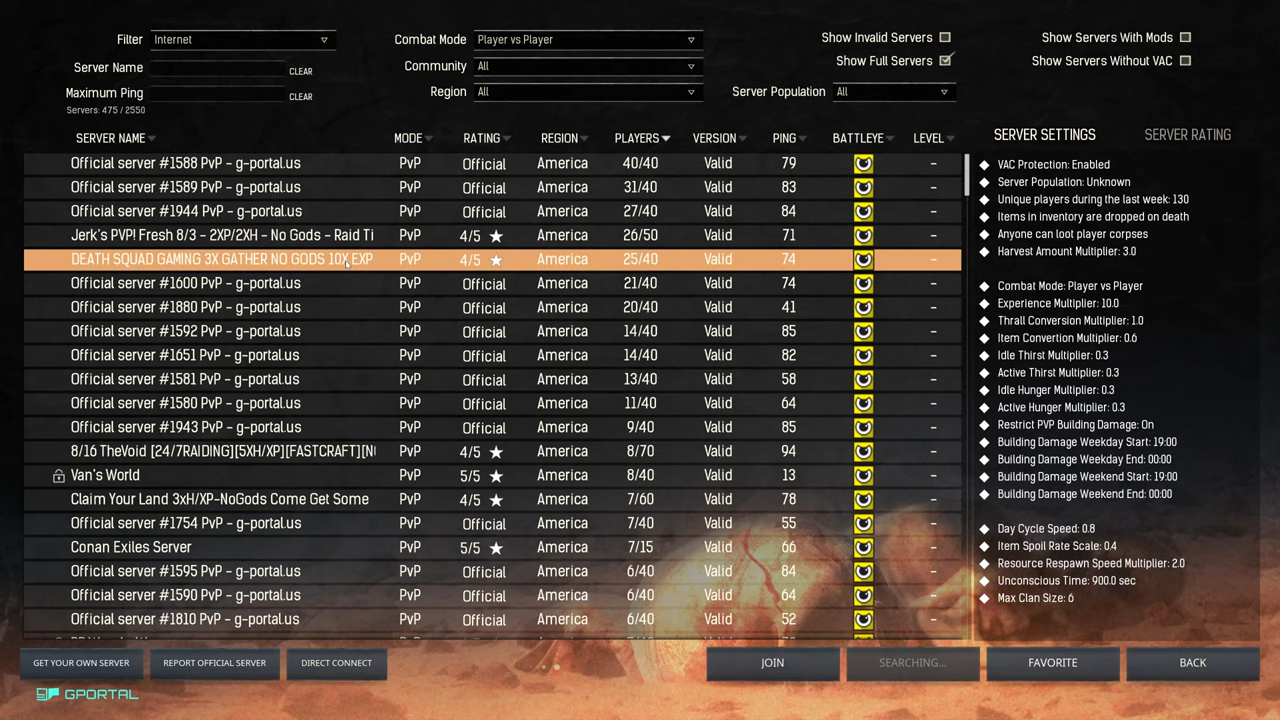 Filter Internet Combat Mode Player vs Player Show Invalid Servers Show Servers With Mods
Server Name CLEAR Community All Show Full Servers Show Servers Without VAC
Maximum Ping CLEAR Region All Server Population All
Servers: 475 / 2550
SERVER NAME MODE RATING REGION PLAYERS VERSION PING BATTLEYE LEVEL
Official server #1588 PvP - g-portal.us PvP Official America 40/40 Valid 79 -
Official server #1589 PvP - g-portal.us PvP Official America 31/40 Valid 83 -
Official server #1944 PvP - g-portal.us PvP Official America 27/40 Valid 84 -
Jerk's PVP! Fresh 8/3 - 2XP/2XH - No Gods - Raid Ti PvP 4/5 ★ America 26/50 Valid 71 -
DEATH SQUAD GAMING 3X GATHER NO GODS 10X EXP PvP 4/5 ★ America 25/40 Valid 74 -
Official server #1600 PvP - g-portal.us PvP Official America 21/40 Valid 74 -
Official server #1880 PvP - g-portal.us PvP Official America 20/40 Valid 41 -
Official server #1592 PvP - g-portal.us PvP Official America 14/40 Valid 85 -
Official server #1651 PvP - g-portal.us PvP Official America 14/40 Valid 82 -
Official server #1581 PvP - g-portal.us PvP Official America 13/40 Valid 58 -
Official server #1580 PvP - g-portal.us PvP Official America 11/40 Valid 64 -
Official server #1943 PvP - g-portal.us PvP Official America 9/40 Valid 85 -
8/16 TheVoid [24/7RAIDING][5XH/XP][FASTCRAFT][N PvP 4/5 ★ America 8/70 Valid 94 -
Van's World PvP 5/5 ★ America 8/40 Valid 13 -
Claim Your Land 3xH/XP-NoGods Come Get Some PvP 4/5 ★ America 7/60 Valid 78 -
Official server #1754 PvP - g-portal.us PvP Official America 7/40 Valid 55 -
Conan Exiles Server PvP 5/5 ★ America 7/15 Valid 66 -
Official server #1595 PvP - g-portal.us PvP Official America 6/40 Valid 84 -
Official server #1590 PvP - g-portal.us PvP Official America 6/40 Valid 64 -
Official server #1810 PvP - g-portal.us PvP Official America 6/40 Valid 52 -
SERVER SETTINGS SERVER RATING
VAC Protection: Enabled
Server Population: Unknown
Unique players during the last week: 130
Items in inventory are dropped on death
Anyone can loot player corpses
Harvest Amount Multiplier: 3.0
Combat Mode: Player vs Player
Experience Multiplier: 10.0
Thrall Conversion Multiplier: 1.0
Item Convertion Multiplier: 0.6
Idle Thirst Multiplier: 0.3
Active Thirst Multiplier: 0.3
Idle Hunger Multiplier: 0.3
Active Hunger Multiplier: 0.3
Restrict PVP Building Damage: On
Building Damage Weekday Start: 19:00
Building Damage Weekday End: 00:00
Building Damage Weekend Start: 19:00
Building Damage Weekend End: 00:00
Day Cycle Speed: 0.8
Item Spoil Rate Scale: 0.4
Resource Respawn Speed Multiplier: 2.0
Unconscious Time: 900.0 sec
Max Clan Size: 6
GET YOUR OWN SERVER REPORT OFFICIAL SERVER DIRECT CONNECT JOIN SEARCHING... FAVORITE BACK
GPORTAL